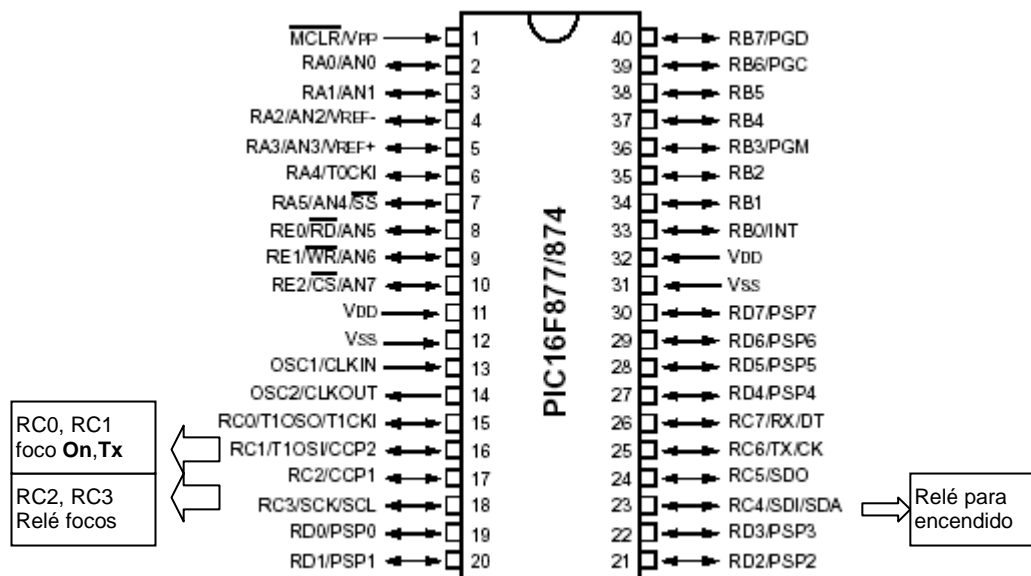 MCLR/VPP 1 40 RB7/PGD
RA0/AN0 2 39 RB6/PGC
RA1/AN1 3 38 RB5
RA2/AN2/VREF- 4 37 RB4
RA3/AN3/VREF+ 5 36 RB3/PGM
RA4/T0CKI 6 35 RB2
RA5/AN4/SS 7 34 RB1
RE0/RD/AN5 8 33 RB0/INT
RE1/WR/AN6 9 32 VDD
RE2/CS/AN7 10 31 VSS
VDD 11 30 RD7/PSP7
VSS 12 29 RD6/PSP6
OSC1/CLKIN 13 28 RD5/PSP5
OSC2/CLKOUT 14 27 RD4/PSP4
RC0/T1OSO/T1CKI 15 26 RC7/RX/DT
RC1/T1OSI/CCP2 16 25 RC6/TX/CK
RC2/CCP1 17 24 RC5/SDO
RC3/SCK/SCL 18 23 RC4/SDI/SDA
RD0/PSP0 19 22 RD3/PSP3
RD1/PSP1 20 21 RD2/PSP2
PIC16F877/874
RC0, RC1
foco On,Tx
RC2, RC3
Relé focos
Relé para
encendido